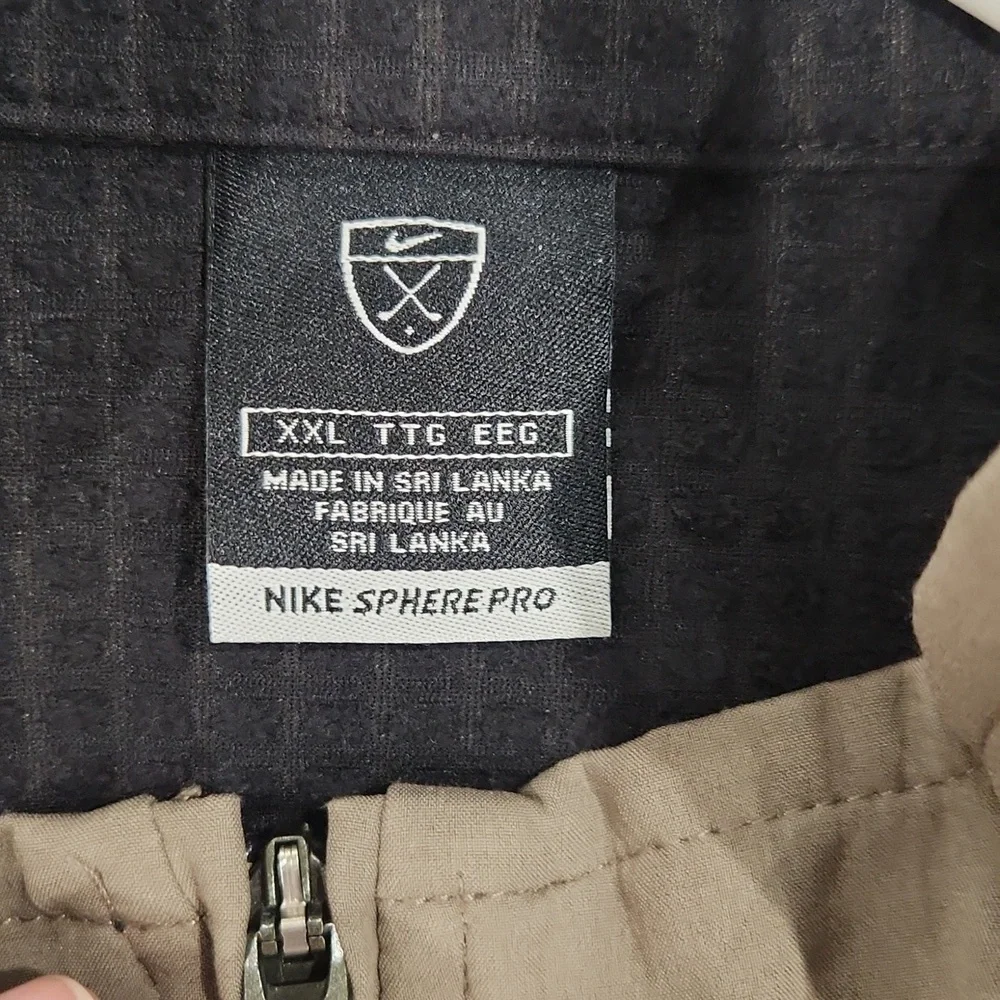 XXL TTG EEG
MADE IN SRI LANKA
FABRIQUE AU
SRI LANKA
NIKE SPHERE PRO